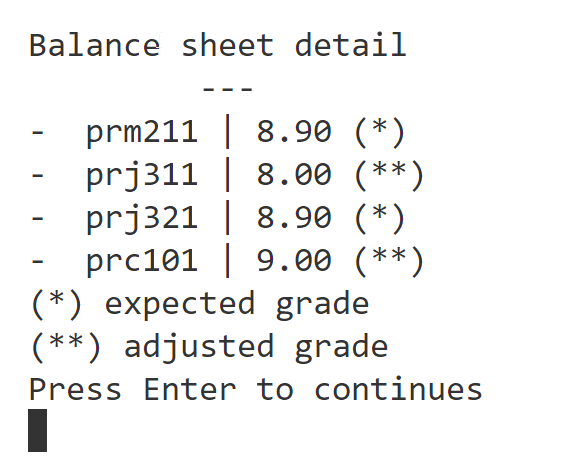 Balance sheet detail
---
-  prm211 | 8.90 (*)
-  prj311 | 8.00 (**)
-  prj321 | 8.90 (*)
-  prc101 | 9.00 (**)
(*) expected grade
(**) adjusted grade
Press Enter to continues